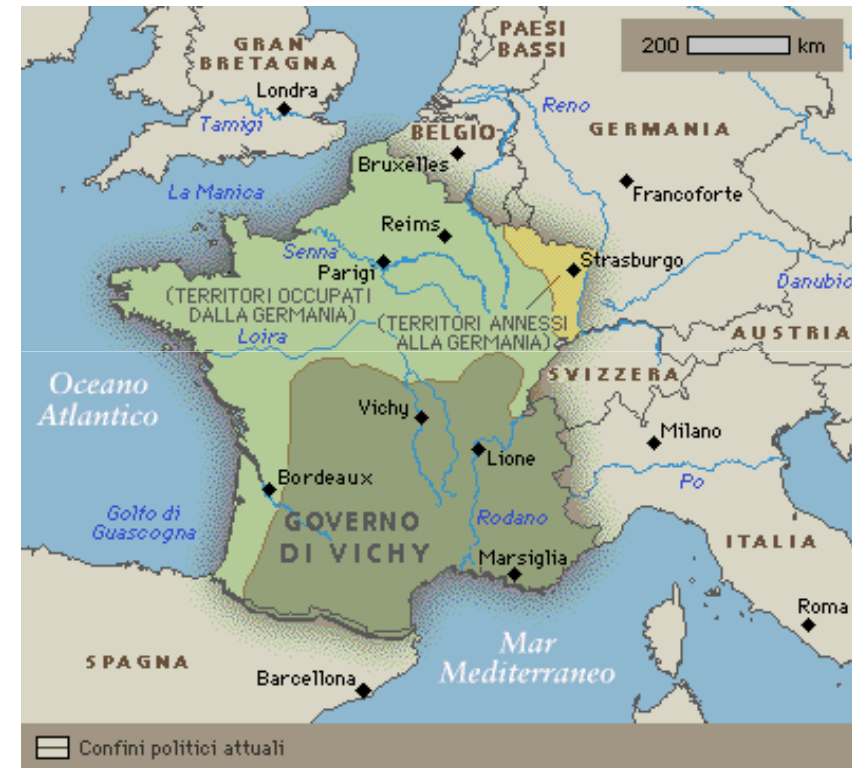 PAESI
BASSI
200 km
GRAN
BRETAGNA
Londra
Tamigi
Reno
BELGIO
GERMANIA
Bruxelles
Francoforte
La Manica
Reims
Senna
Parigi
Strasburgo
Danubio
(TERRITORI OCCUPATI
DALLA GERMANIA)
(TERRITORI ANNESSI
ALLA GERMANIA)
Loira
AUSTRIA
SVIZZERA
Oceano
Atlantico
Vichy
Milano
Lione
Po
Bordeaux
Golfo di
Guascogna
GOVERNO
DI VICHY
Rodano
ITALIA
Marsiglia
Roma
Mar
Mediterraneo
SPAGNA
Barcellona
Confini politici attuali